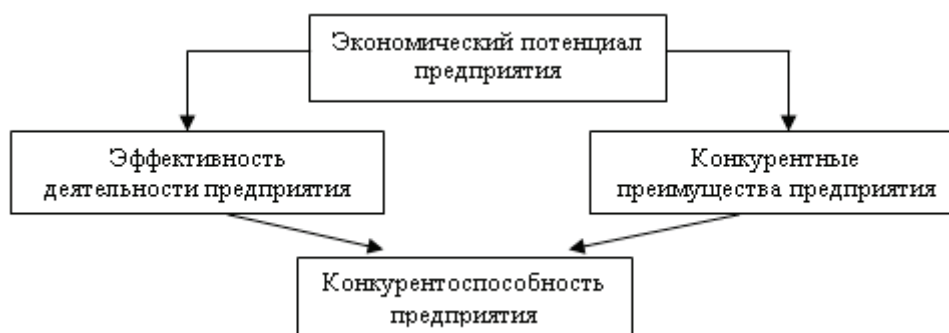 Экономический потенциал
предприятия
Эффективность
деятельности предприятия
Конкурентные
преимущества предприятия
Конкурентоспособность
предприятия